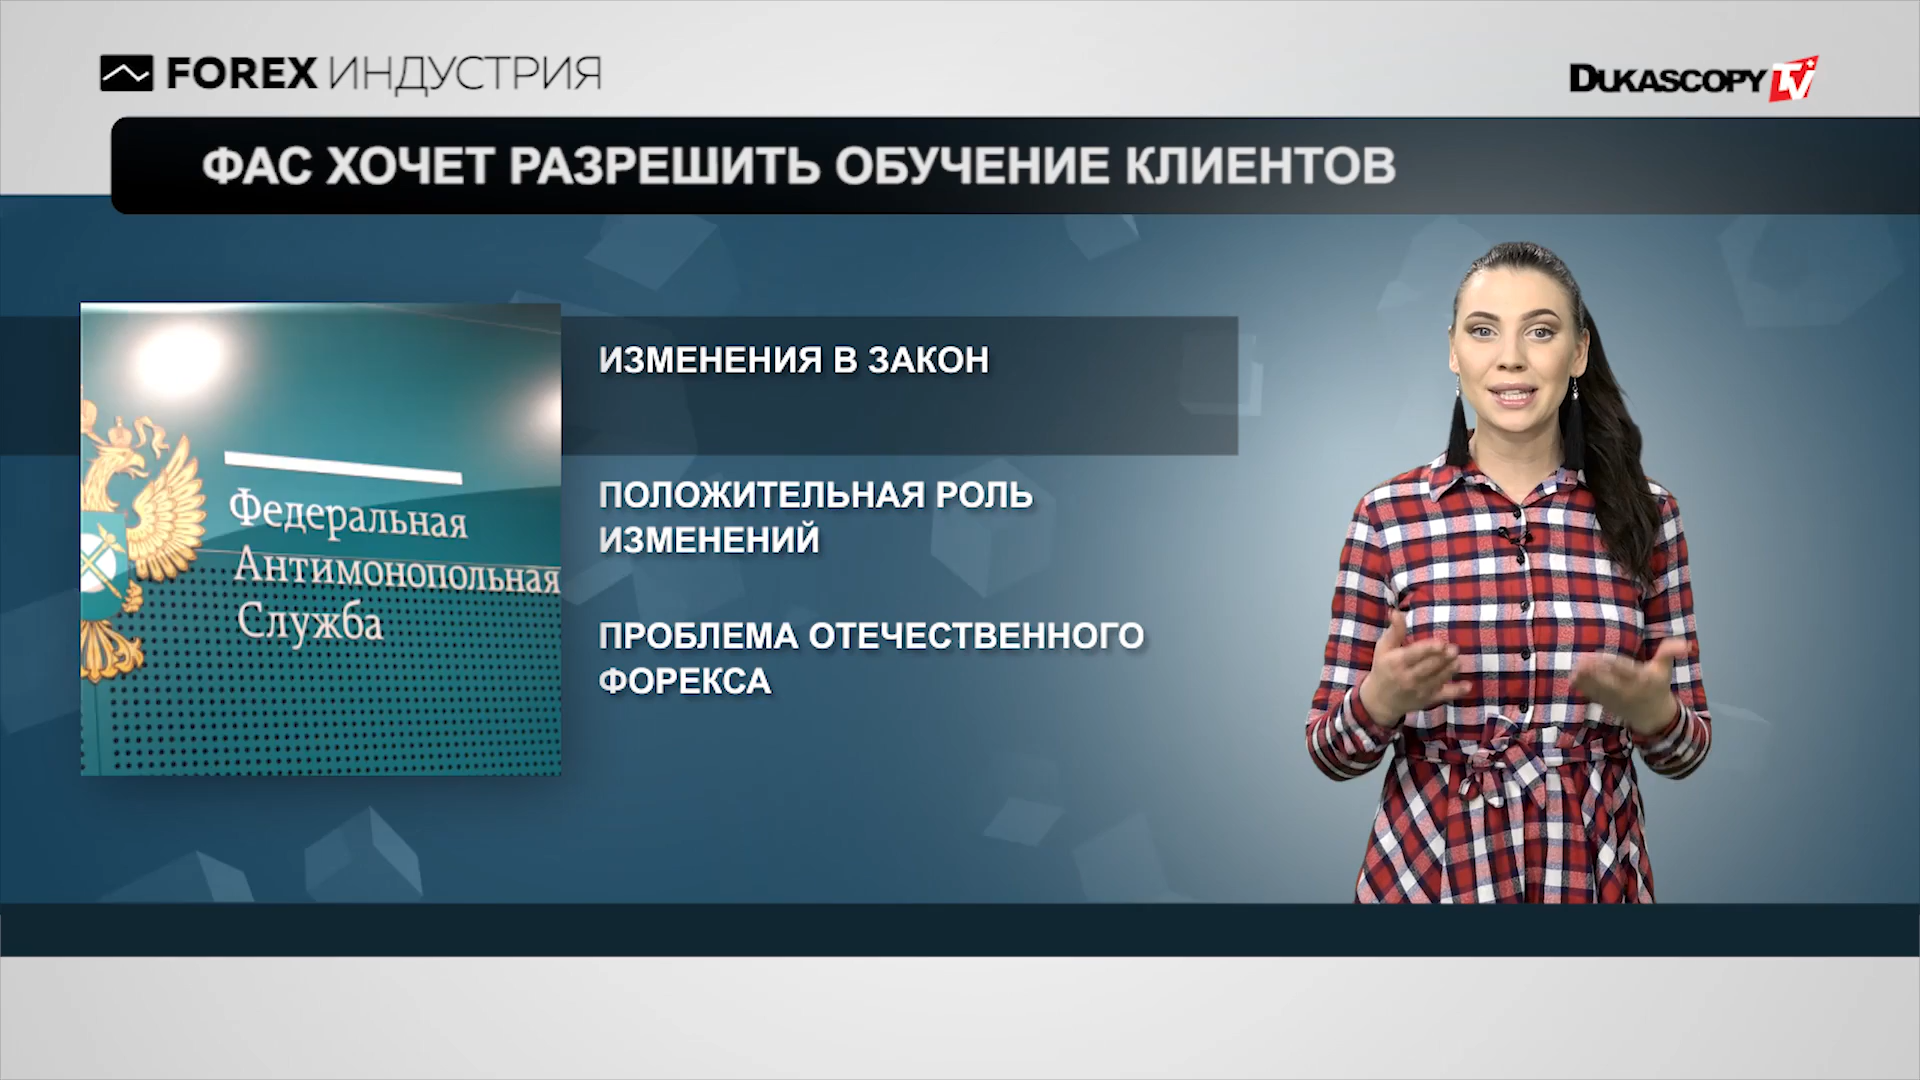 FOREX ИНДУСТРИЯ
DUKASCOPY TV
ФАС ХОЧЕТ РАЗРЕШИТЬ ОБУЧЕНИЕ КЛИЕНТОВ
ИЗМЕНЕНИЯ В ЗАКОН
ПОЛОЖИТЕЛЬНАЯ РОЛЬ
ИЗМЕНЕНИЙ
ПРОБЛЕМА ОТЕЧЕСТВЕННОГО
ФОРЕКСА
Федеральная
Антимонопольная
Служба